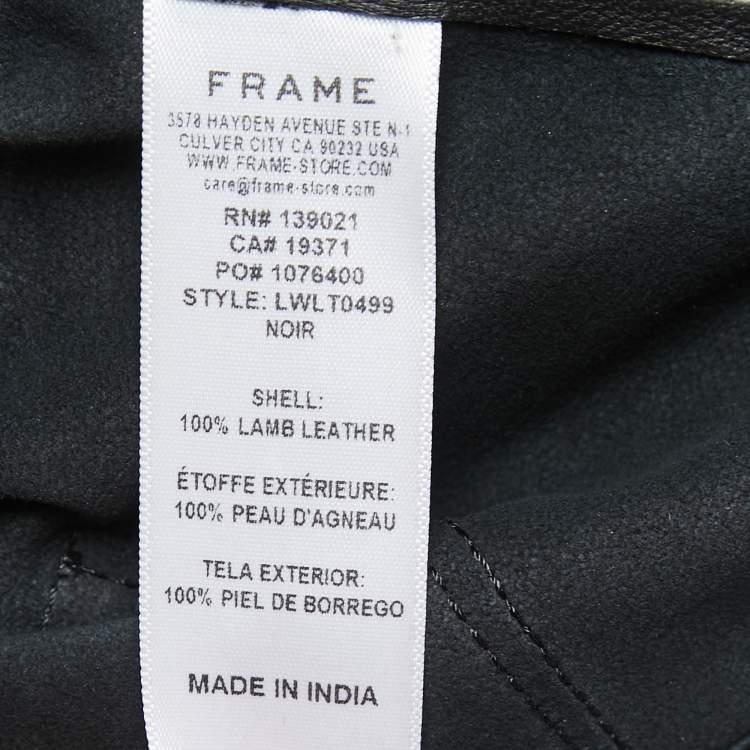 FRAME
3578 HAYDEN AVENUE STE N-1
CULVER CITY CA 90232 USA
WWW.FRAME-STORE.COM
care@frame-store.com
RN# 139021
CA# 19371
PO# 1076400
STYLE: LWLT0499
NOIR
SHELL:
100% LAMB LEATHER
ÉTOFFE EXTÉRIEURE:
100% PEAU D'AGNEAU
TELA EXTERIOR:
100% PIEL DE BORREGO
MADE IN INDIA